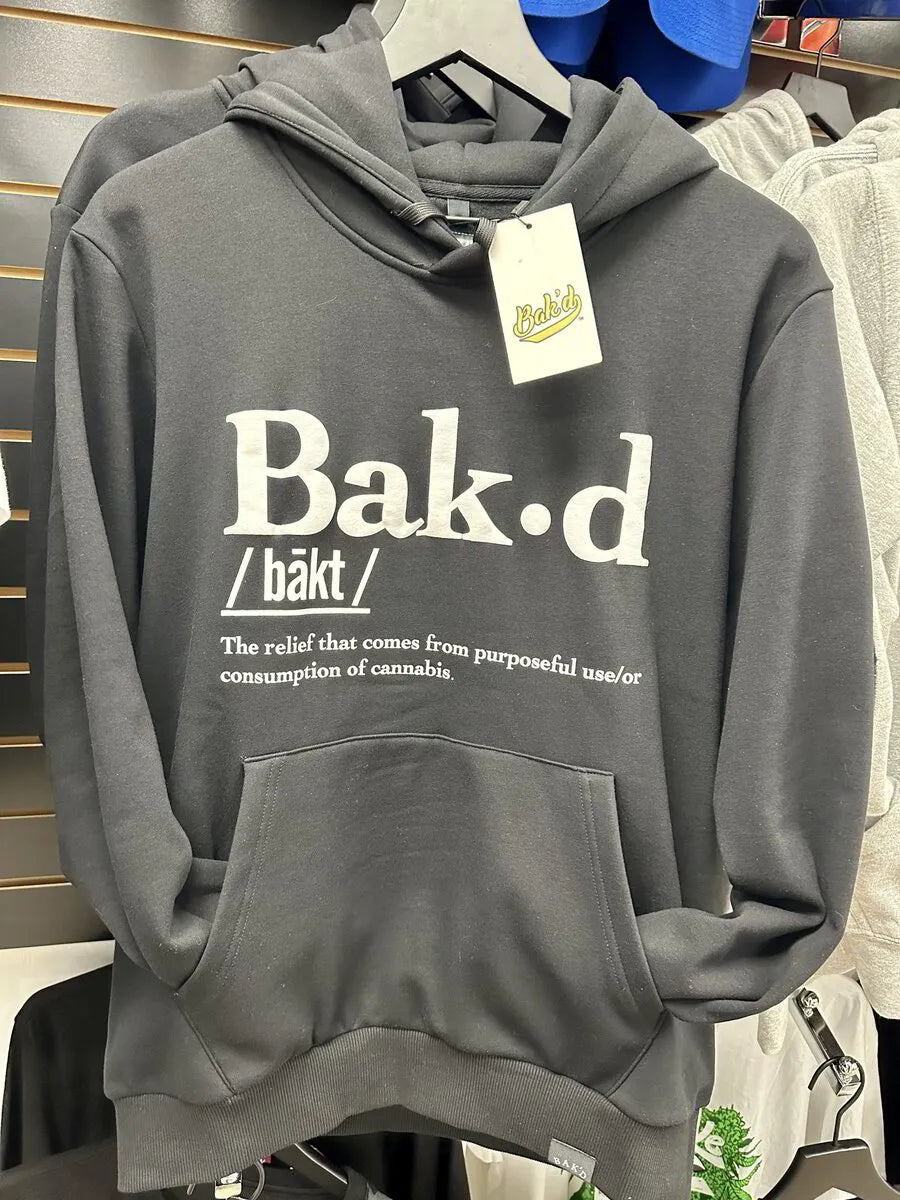 Bak'd
Bak•d
/bākt/
The relief that comes from purposeful use/or
consumption of cannabis.
BAK'D